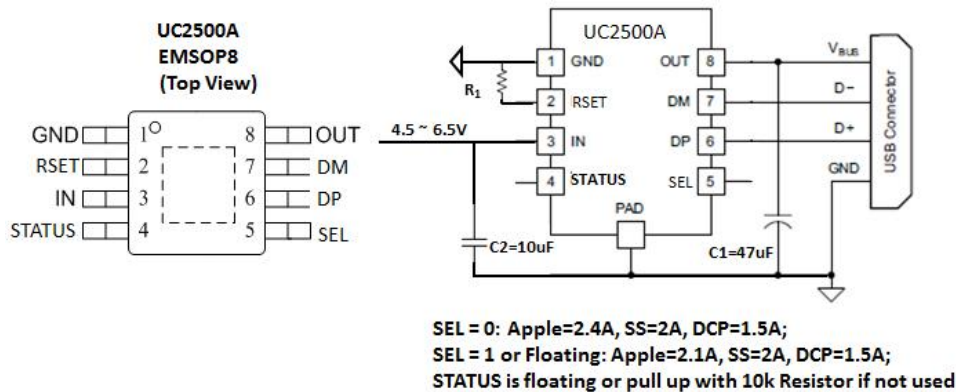 UC2500A
EMSOP8
(Top View)
GND 1 8 OUT
RSET 2 7 DM
IN 3 6 DP
STATUS 4 5 SEL
UC2500A
1 GND OUT 8 VBUS
R1
2 RSET DM 7 D−
4.5 ~ 6.5V 3 IN DP 6 D+
4 STATUS SEL 5 GND
PAD
USB Connector
C2=10uF
C1=47uF
SEL = 0: Apple=2.4A, SS=2A, DCP=1.5A;
SEL = 1 or Floating: Apple=2.1A, SS=2A, DCP=1.5A;
STATUS is floating or pull up with 10k Resistor if not used